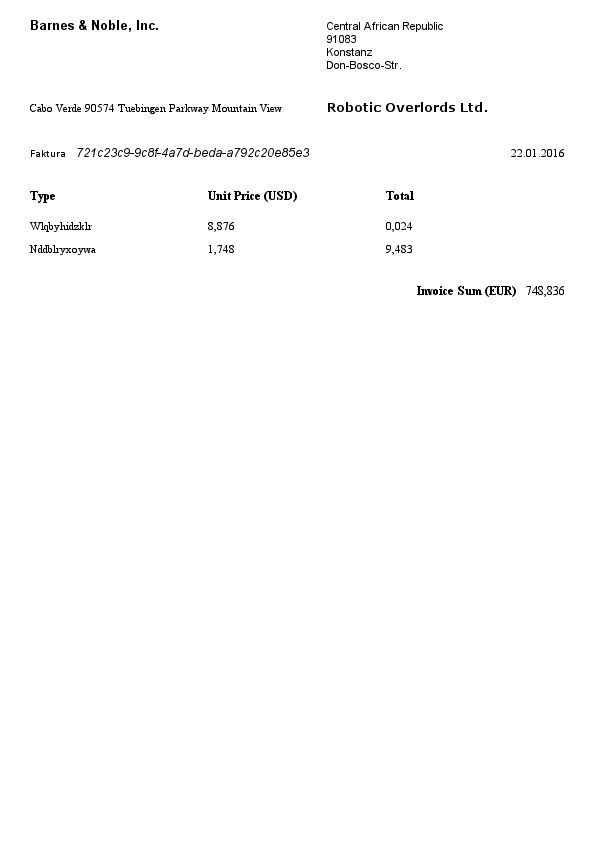 Barnes & Noble, Inc.
Central African Republic
91083
Konstanz
Don-Bosco-Str.
Cabo Verde 90574 Tuebingen Parkway Mountain View
Robotic Overlords Ltd.
Faktura 721c23c9-9c8f-4a7d-beda-a792c20e85e3 22.01.2016
Type Unit Price (USD) Total
Wlqbyhidzklr 8,876 0,024
Nddblryxoywa 1,748 9,483
Invoice Sum (EUR) 748,836